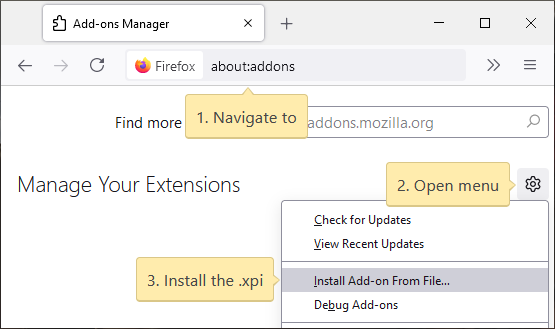 Add-ons Manager
Firefox about:addons
1. Navigate to
Find more addons.mozilla.org
Manage Your Extensions
2. Open menu
Check for Updates
View Recent Updates
3. Install the .xpi
Install Add-on From File...
Debug Add-ons